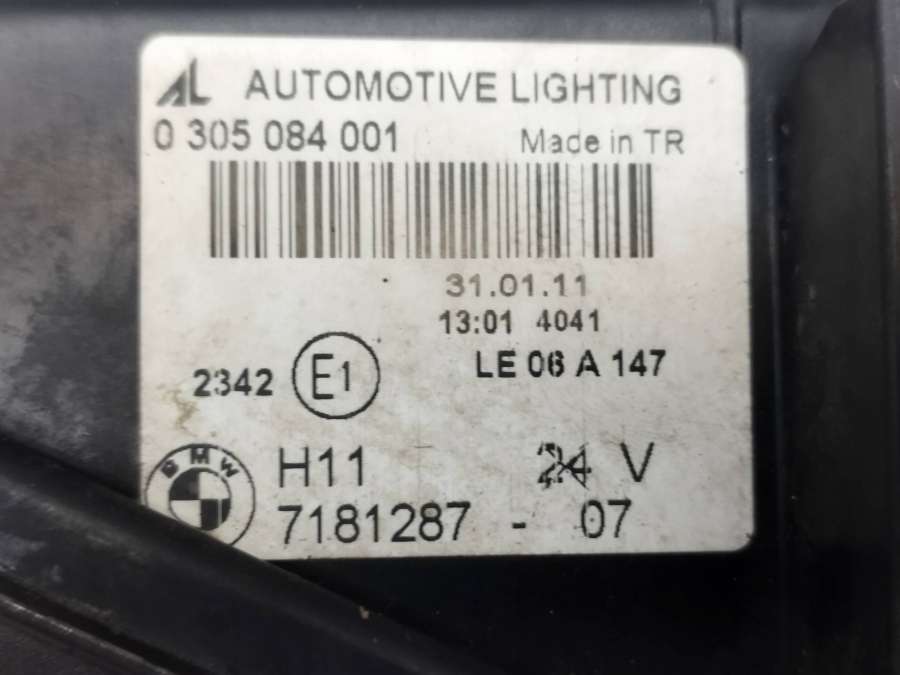 AL AUTOMOTIVE LIGHTING
0 305 084 001 Made in TR
31.01.11
13:01 4041
2342 E1 LE 06 A 147
BMW H11 V
7181287 - 07